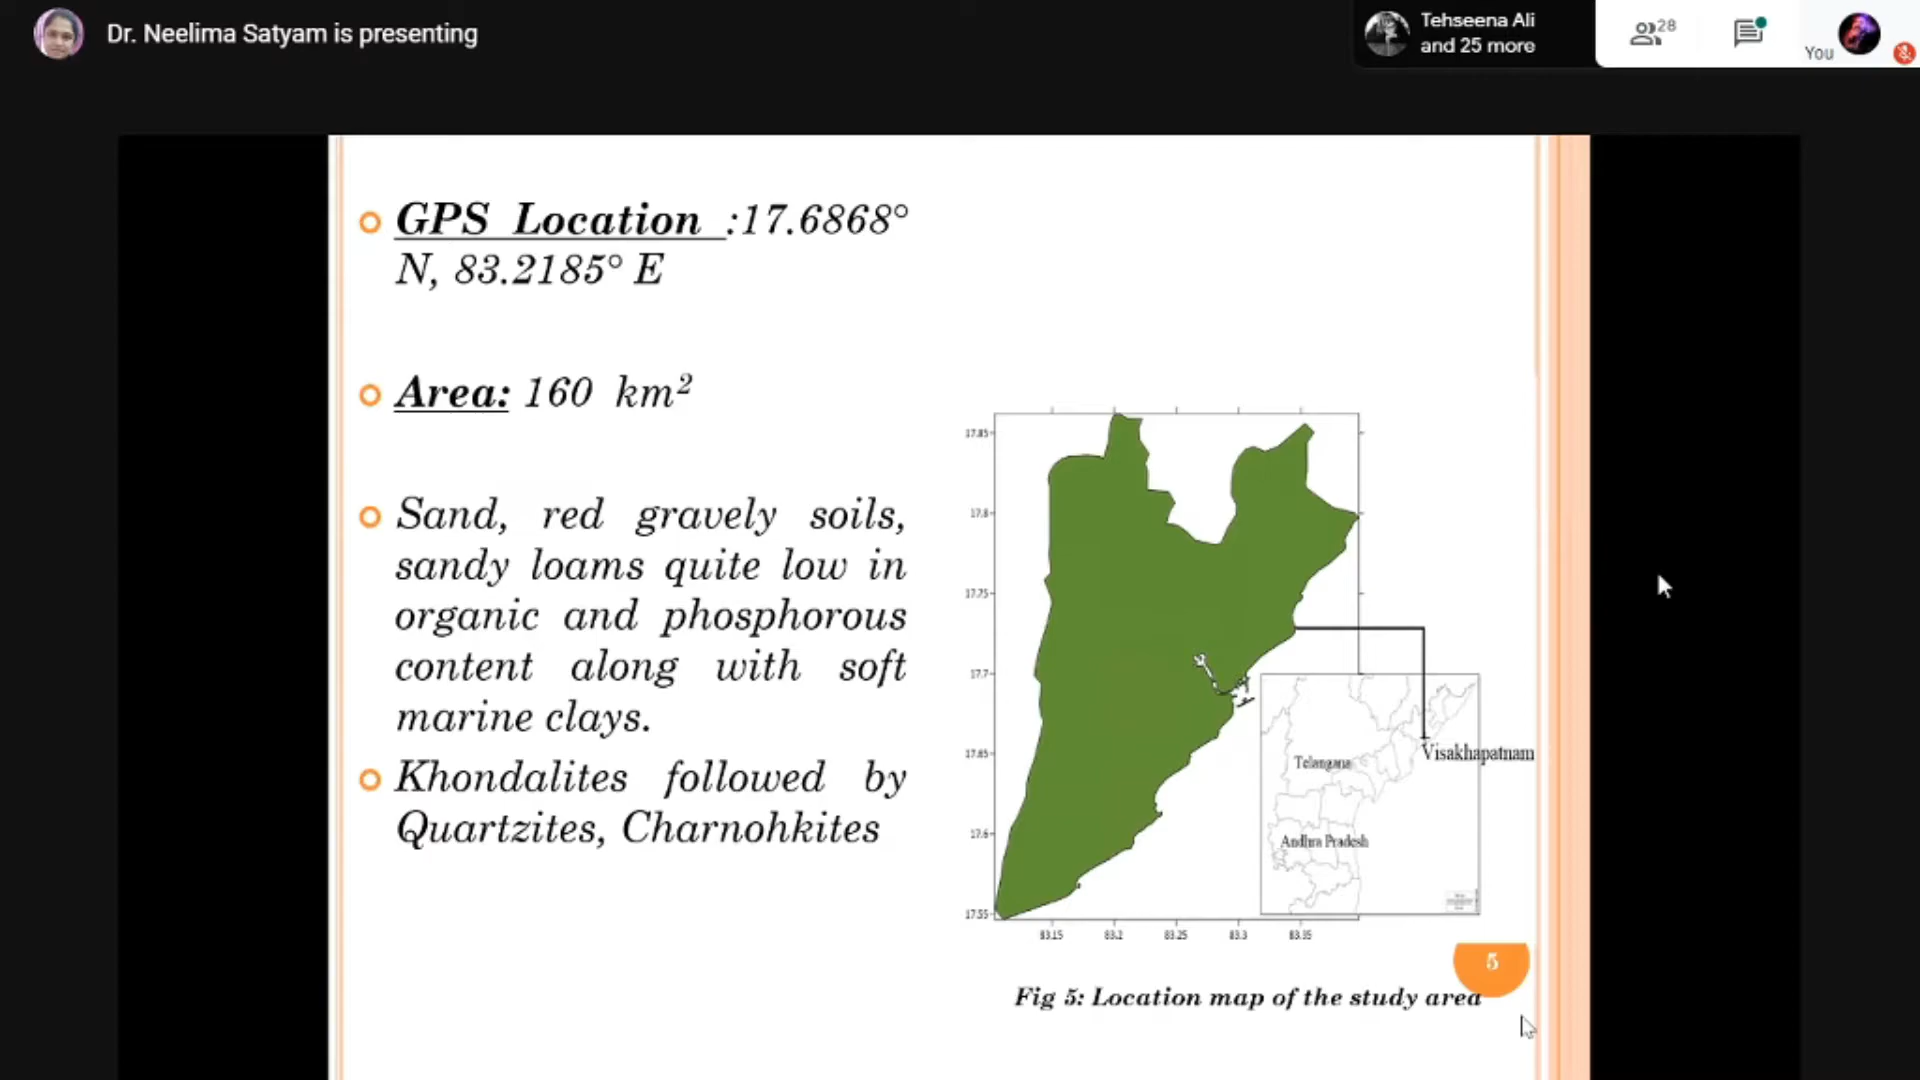 Dr. Neelima Satyam is presenting
Tehseena Ali
and 25 more
28
You
GPS Location :17.6868°
N, 83.2185° E
Area: 160 km²
Sand, red gravely soils,
sandy loams quite low in
organic and phosphorous
content along with soft
marine clays.
Khondalites followed by
Quartzites, Charnohkites
17.85
17.8
17.75
17.7
17.65
17.6
17.55
83.15 83.2 83.25 83.3 83.35
Visakhapatnam
Telangana
Andhra Pradesh
5
Fig 5: Location map of the study area